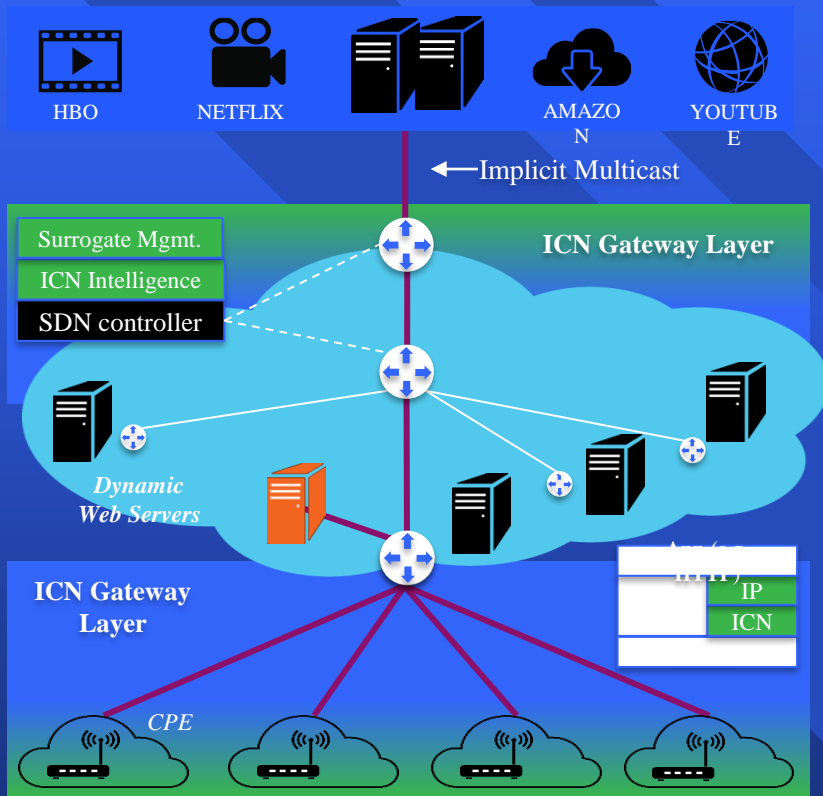 HBO
NETFLIX
AMAZO
N
YOUTUB
E
Implicit Multicast
Surrogate Mgmt.
ICN Intelligence
SDN controller
ICN Gateway Layer
Dynamic
Web Servers
ICN Gateway
Layer
IP
ICN
CPE